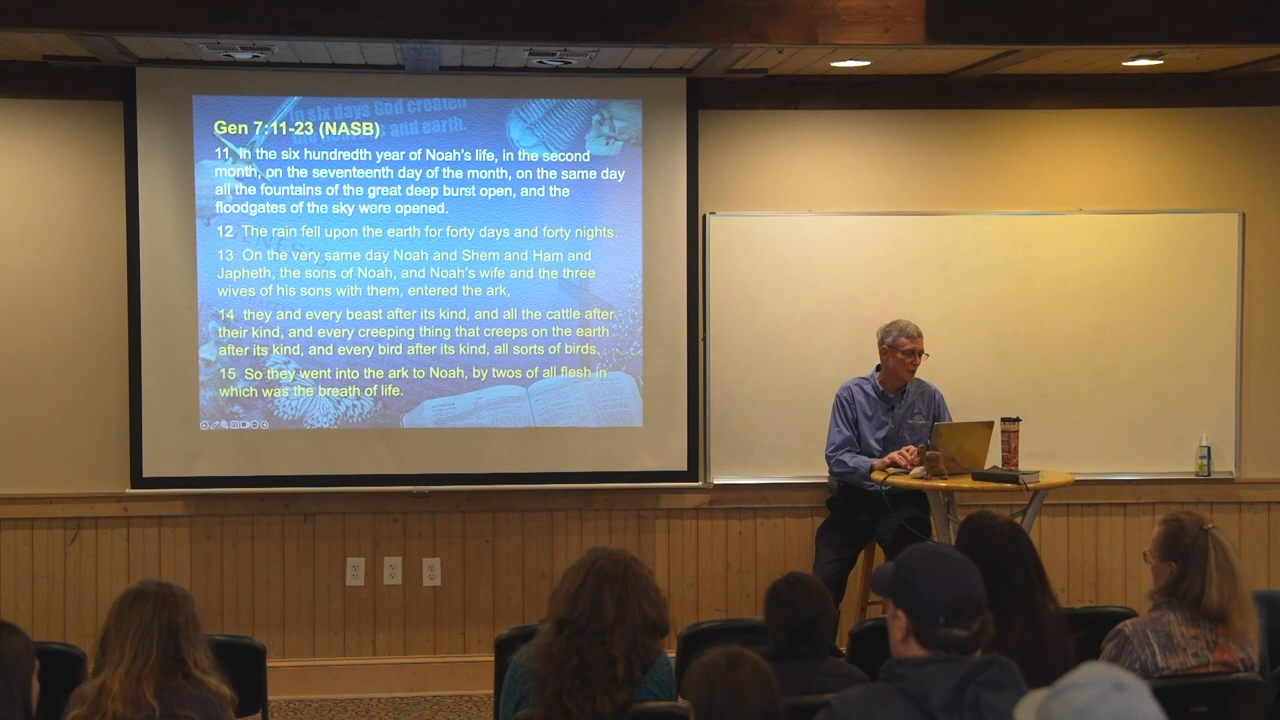 In six days God created
and earth.
Gen 7:11-23 (NASB)
11 In the six hundredth year of Noah's life, in the second
month, on the seventeenth day of the month, on the same day
all the fountains of the great deep burst open, and the
floodgates of the sky were opened.
12 The rain fell upon the earth for forty days and forty nights.
13 On the very same day Noah and Shem and Ham and
Japheth, the sons of Noah, and Noah's wife and the three
wives of his sons with them, entered the ark,
14 they and every beast after its kind, and all the cattle after
their kind, and every creeping thing that creeps on the earth
after its kind, and every bird after its kind, all sorts of birds.
15 So they went into the ark to Noah, by twos of all flesh in
which was the breath of life.